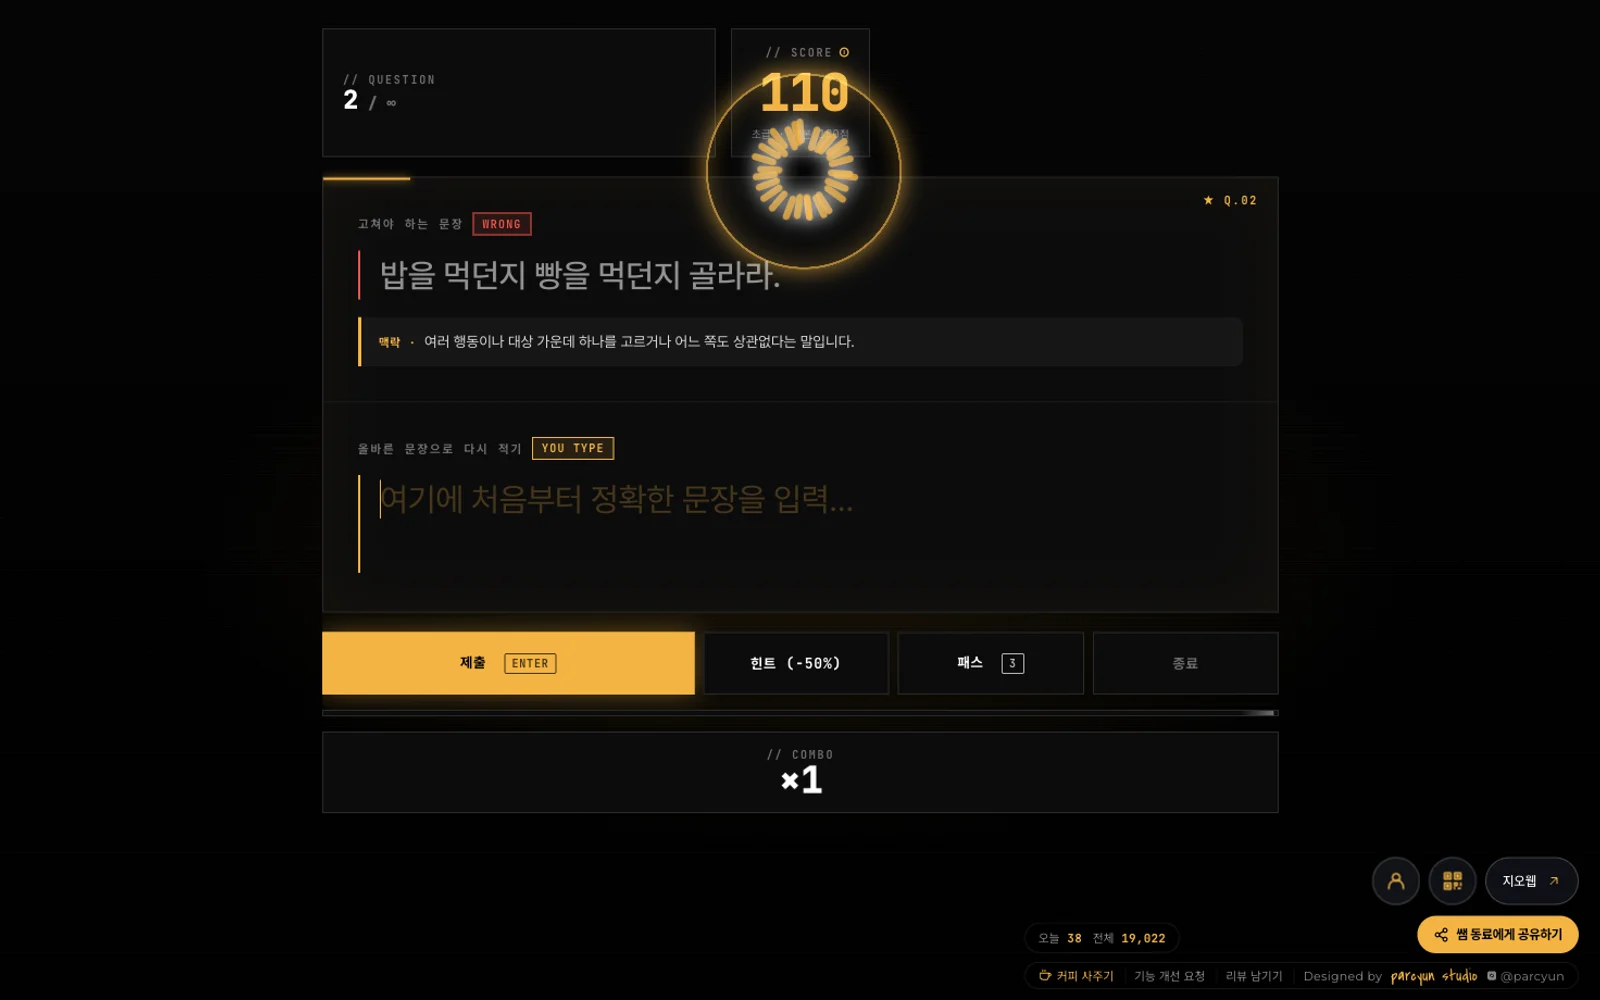 // QUESTION
2 / ∞
// SCORE
110
★ Q.02
고쳐야 하는 문장 WRONG
밥을 먹던지 빵을 먹던지 골라라.
맥락 · 여러 행동이나 대상 가운데 하나를 고르거나 어느 쪽도 상관없다는 말입니다.
올바른 문장으로 다시 적기 YOU TYPE
여기에 처음부터 정확한 문장을 입력...
제출 ENTER
힌트 (-50%)
패스 3
종료
// COMBO
×1
지오웹 ↗
오늘 38 전체 19,022
쌤 동료에게 공유하기
커피 사주기 기능 개선 요청 리뷰 남기기 Designed by parcyun studio @parcyun